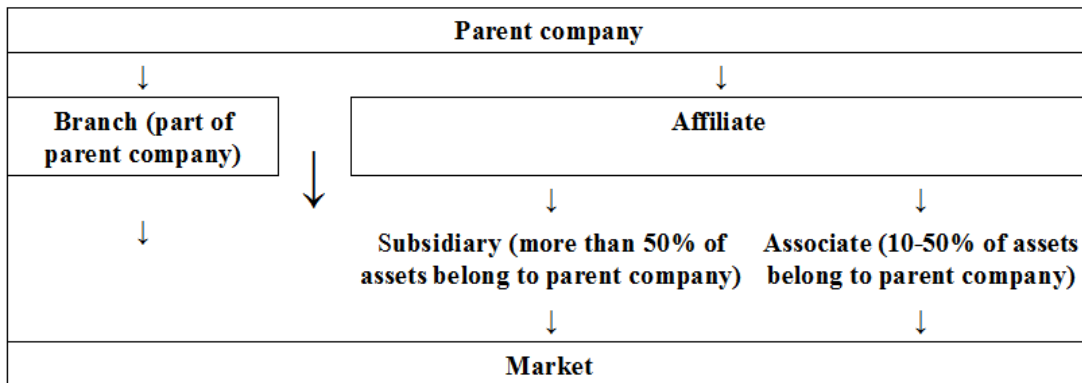 Parent company
↓ ↓
Branch (part of
parent company)
↓
Affiliate
↓ ↓
↓
Subsidiary (more than 50% of
assets belong to parent company)
Associate (10-50% of assets
belong to parent company)
↓ ↓
Market